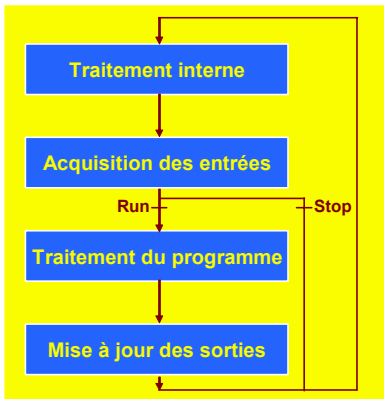 Traitement interne
Acquisition des entrées
Run Stop
Traitement du programme
Mise à jour des sorties